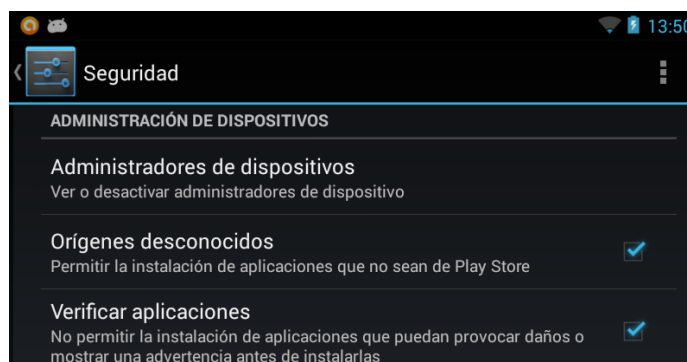 13:50
Seguridad
ADMINISTRACIÓN DE DISPOSITIVOS
Administradores de dispositivos
Ver o desactivar administradores de dispositivo
Orígenes desconocidos
Permitir la instalación de aplicaciones que no sean de Play Store
Verificar aplicaciones
No permitir la instalación de aplicaciones que puedan provocar daños o
mostrar una advertencia antes de instalarlas